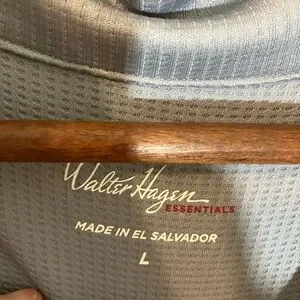 Walter Hagen
ESSENTIALS
MADE IN EL SALVADOR
L